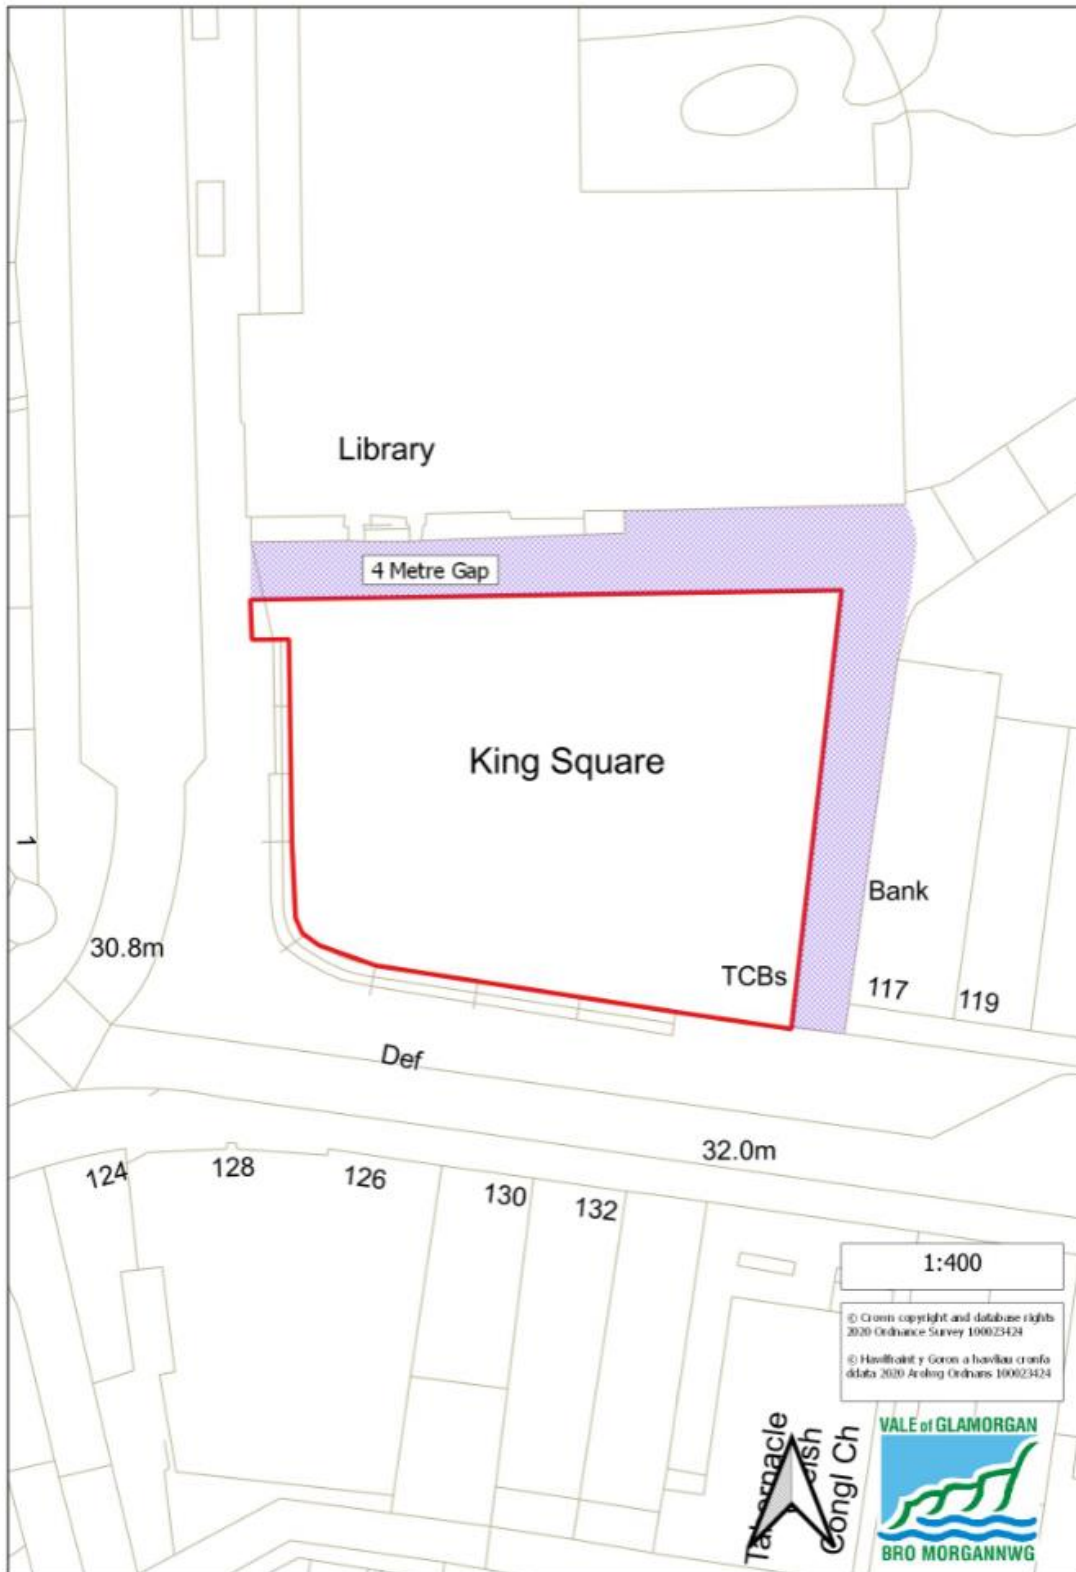 Library
4 Metre Gap
King Square
1
Bank
30.8m
TCBs
117
119
Def
32.0m
124
128
126
130
132
1:400
© Crown copyright and database rights
2020 Ordnance Survey 100023424
© Hawlfraint y Goron a hawliau cronfa
ddata 2020 Arolwg Ordnans 100023424
Congl Ch
VALE of GLAMORGAN
BRO MORGANNWG